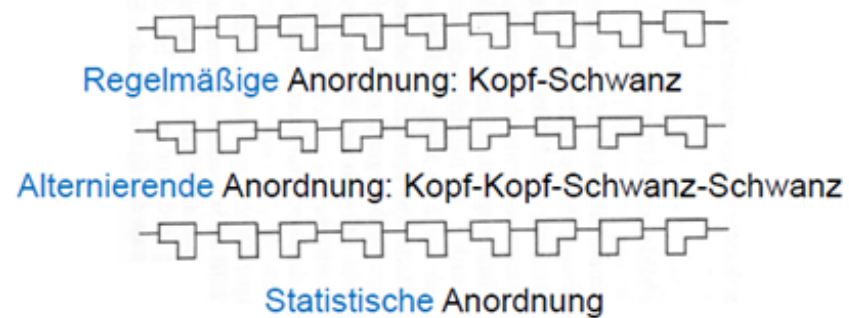 Regelmäßige Anordnung: Kopf-Schwanz
Alternierende Anordnung: Kopf-Kopf-Schwanz-Schwanz
Statistische Anordnung